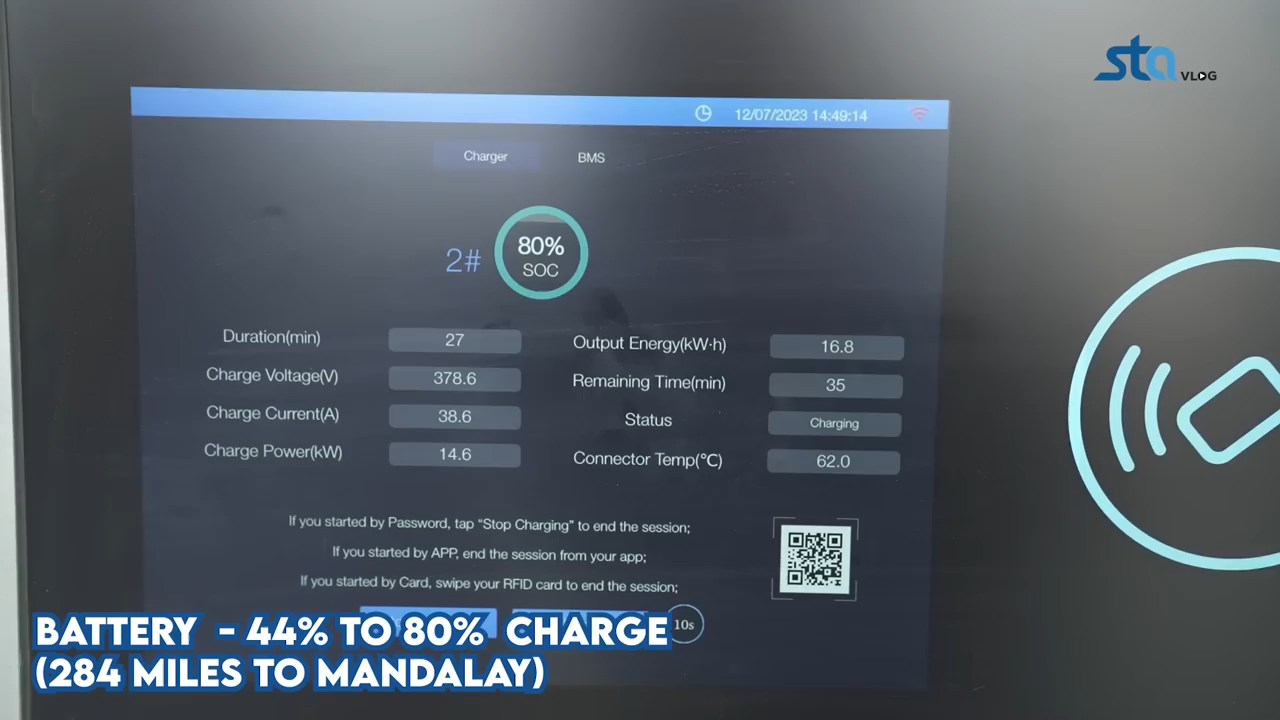 sta VLOG
12/07/2023 14:49:14
Charger BMS
2#
80%
SOC
Duration(min) 27 Output Energy(kW·h) 16.8
Charge Voltage(V) 378.6 Remaining Time(min) 35
Charge Current(A) 38.6 Status Charging
Charge Power(kW) 14.6 Connector Temp(℃) 62.0
If you started by Password, tap “Stop Charging” to end the session;
If you started by APP, end the session from your app;
If you started by Card, swipe your RFID card to end the session;
10s
BATTERY - 44% TO 80% CHARGE
(284 MILES TO MANDALAY)